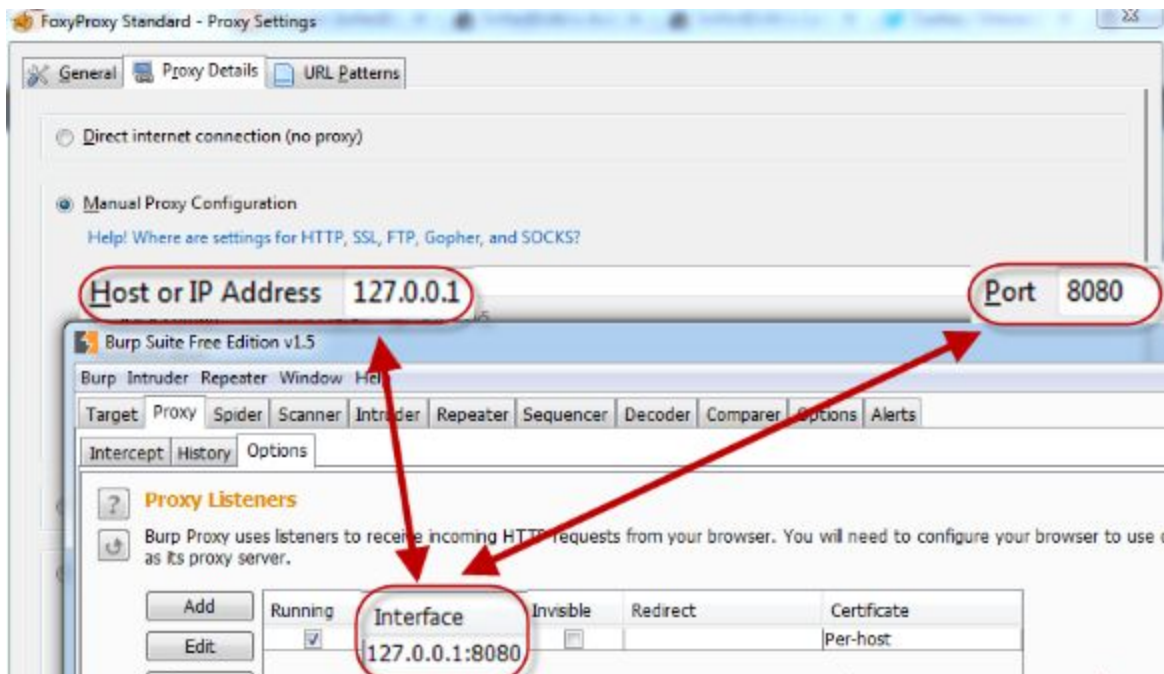 FoxyProxy Standard - Proxy Settings
General Proxy Details URL Patterns
Direct internet connection (no proxy)
Manual Proxy Configuration
Help! Where are settings for HTTP, SSL, FTP, Gopher, and SOCKS?
Host or IP Address 127.0.0.1 Port 8080
Burp Suite Free Edition v1.5
Burp Intruder Repeater Window Help
Target Proxy Spider Scanner Intruder Repeater Sequencer Decoder Comparer Options Alerts
Intercept History Options
? Proxy Listeners
Burp Proxy uses listeners to receive incoming HTTP requests from your browser. You will need to configure your browser to use
as its proxy server.
Add Running Interface Invisible Redirect Certificate
Edit 127.0.0.1:8080 Per-host